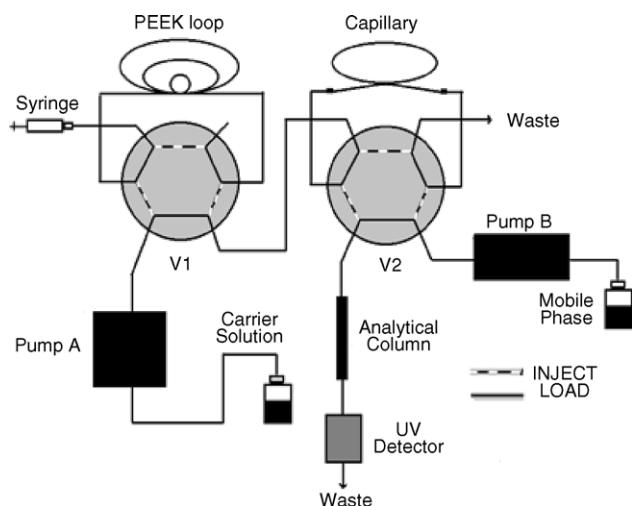 PEEK loop
Capillary
Syringe
Waste
V1
V2
Pump B
Pump A
Carrier
Solution
Analytical
Column
Mobile
Phase
INJECT
LOAD
UV
Detector
Waste